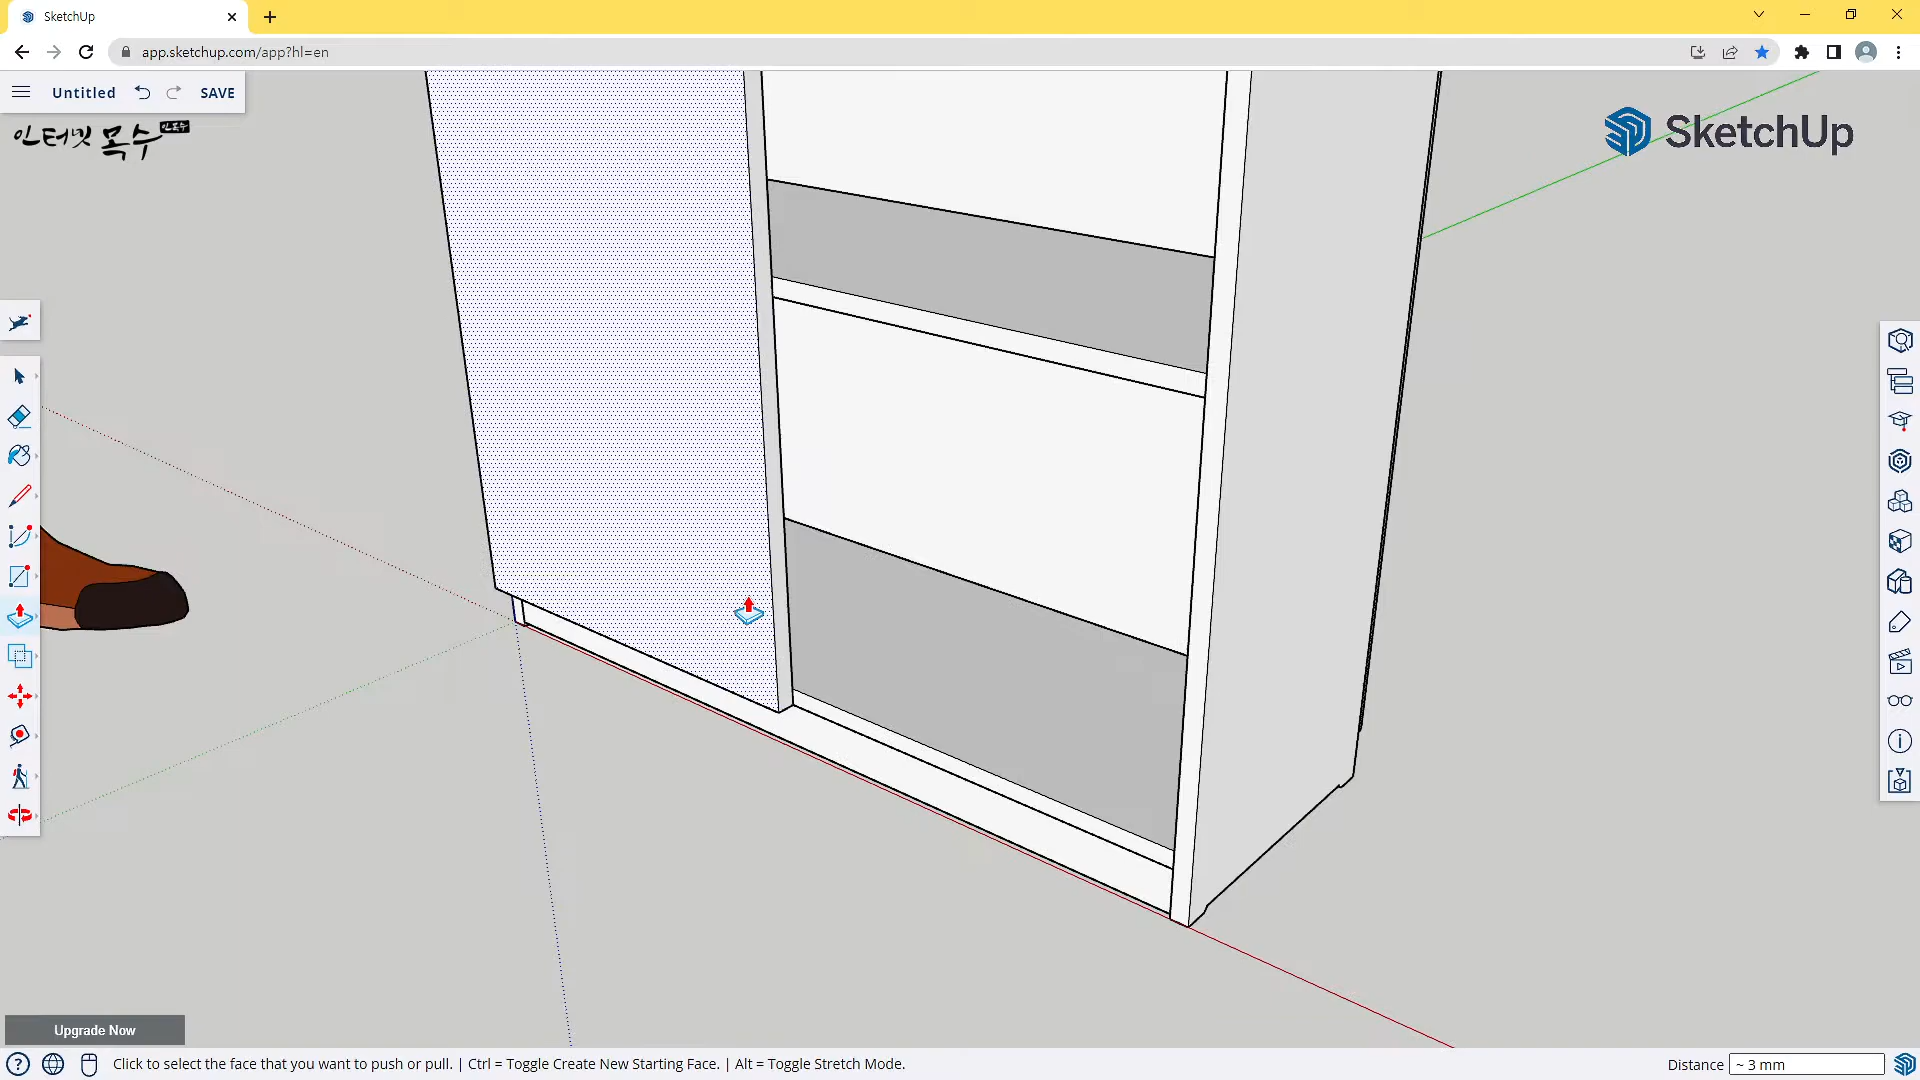 SketchUp
app.sketchup.com/app?hl=en
Untitled
SAVE
인터넷 목수
SketchUp
Upgrade Now
Click to select the face that you want to push or pull. | Ctrl = Toggle Create New Starting Face. | Alt = Toggle Stretch Mode.
Distance ~ 3 mm